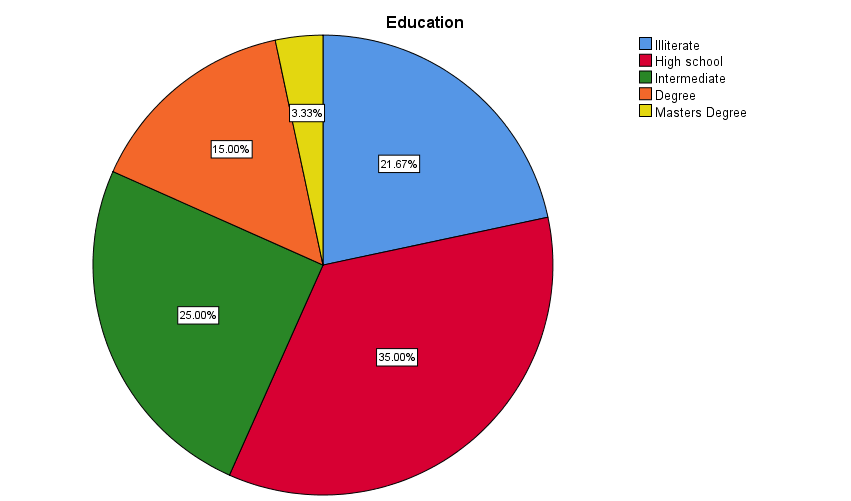 Education
Illiterate
High school
Intermediate
Degree
Masters Degree
3.33%
15.00%
21.67%
25.00%
35.00%